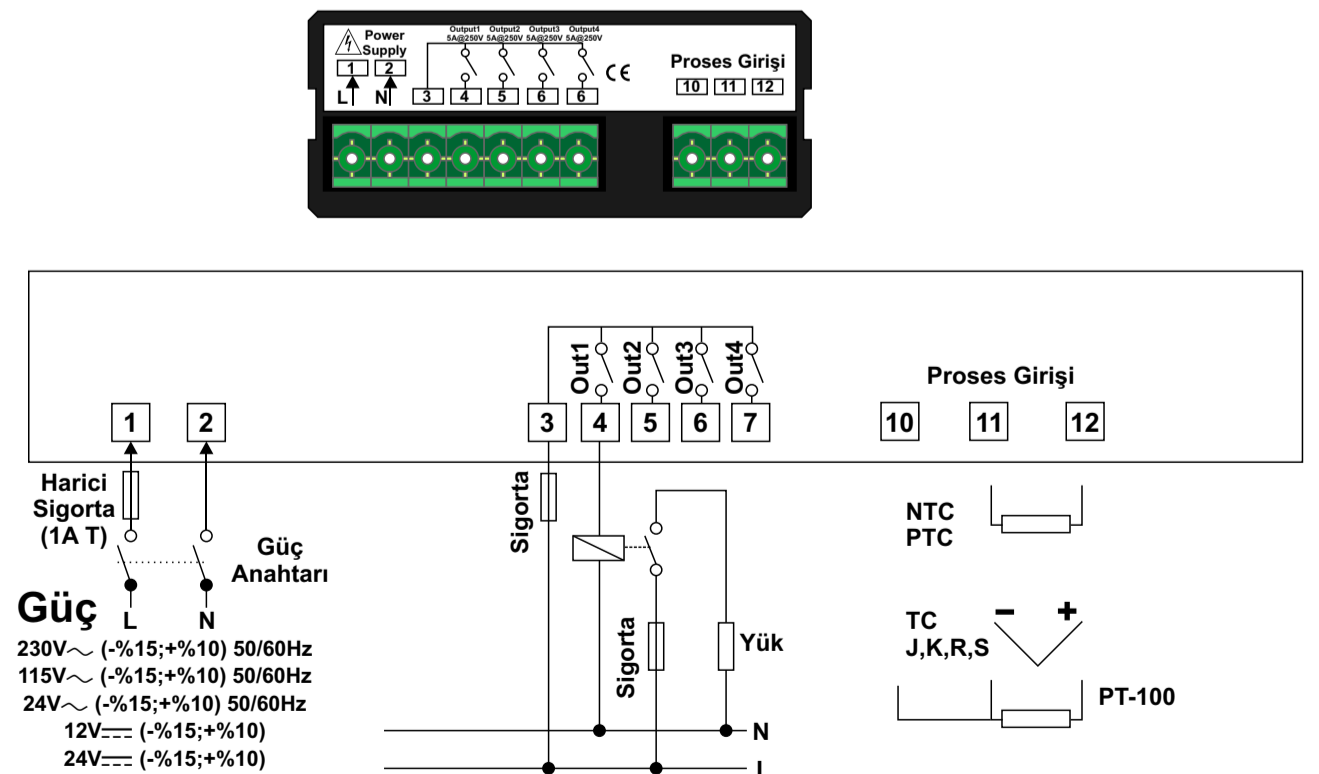 Power
Supply
Output1 Output2 Output3 Output4
5A@250V 5A@250V 5A@250V 5A@250V
1 2
L N
3 4 5 6 6
CE
Proses Girişi
10 11 12
Out1 Out2 Out3 Out4
Proses Girişi
1 2 3 4 5 6 7 10 11 12
Harici
Sigorta
(1A T)
Güç
Anahtarı
Sigorta
NTC
PTC
Güç
L N
230V~ (-%15;+%10) 50/60Hz
115V~ (-%15;+%10) 50/60Hz
24V~ (-%15;+%10) 50/60Hz
12V⎓ (-%15;+%10)
24V⎓ (-%15;+%10)
Sigorta
Yük
TC
J,K,R,S
- +
PT-100
N
L